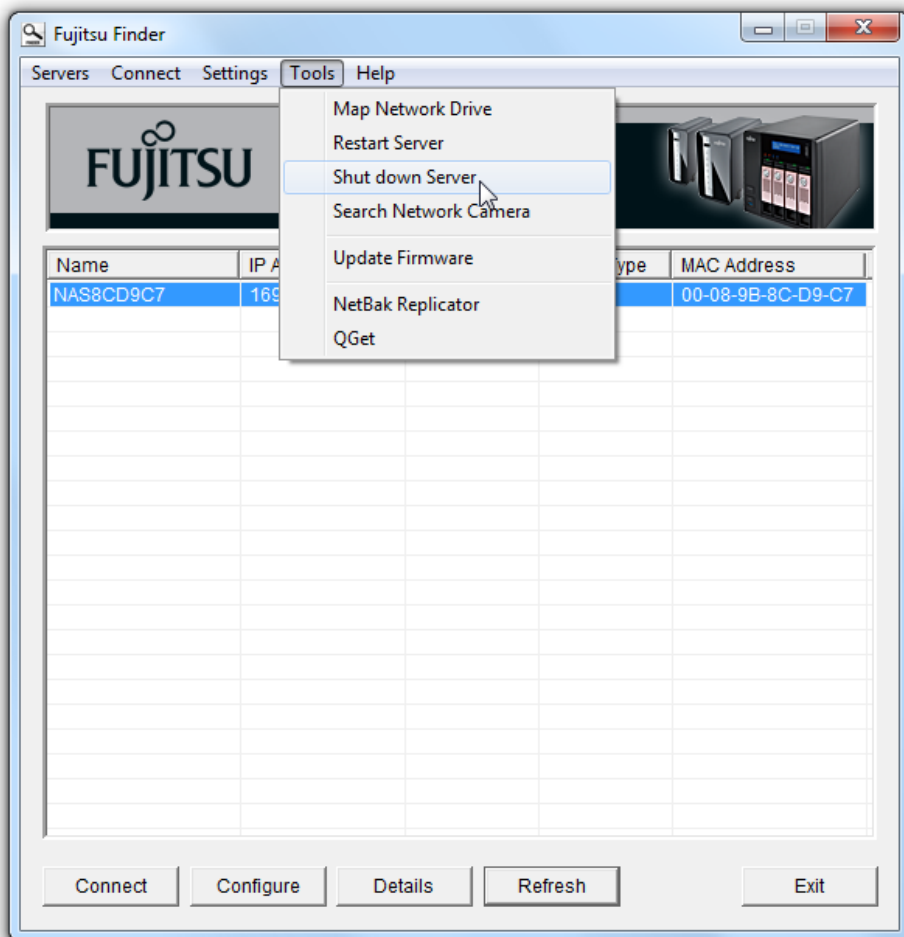 Fujitsu Finder
Servers Connect Settings Tools Help
FUJITSU
Map Network Drive
Restart Server
Shut down Server
Search Network Camera
Update Firmware
NetBak Replicator
QGet
Name IP A ype MAC Address
NAS8CD9C7 169 00-08-9B-8C-D9-C7
Connect Configure Details Refresh Exit